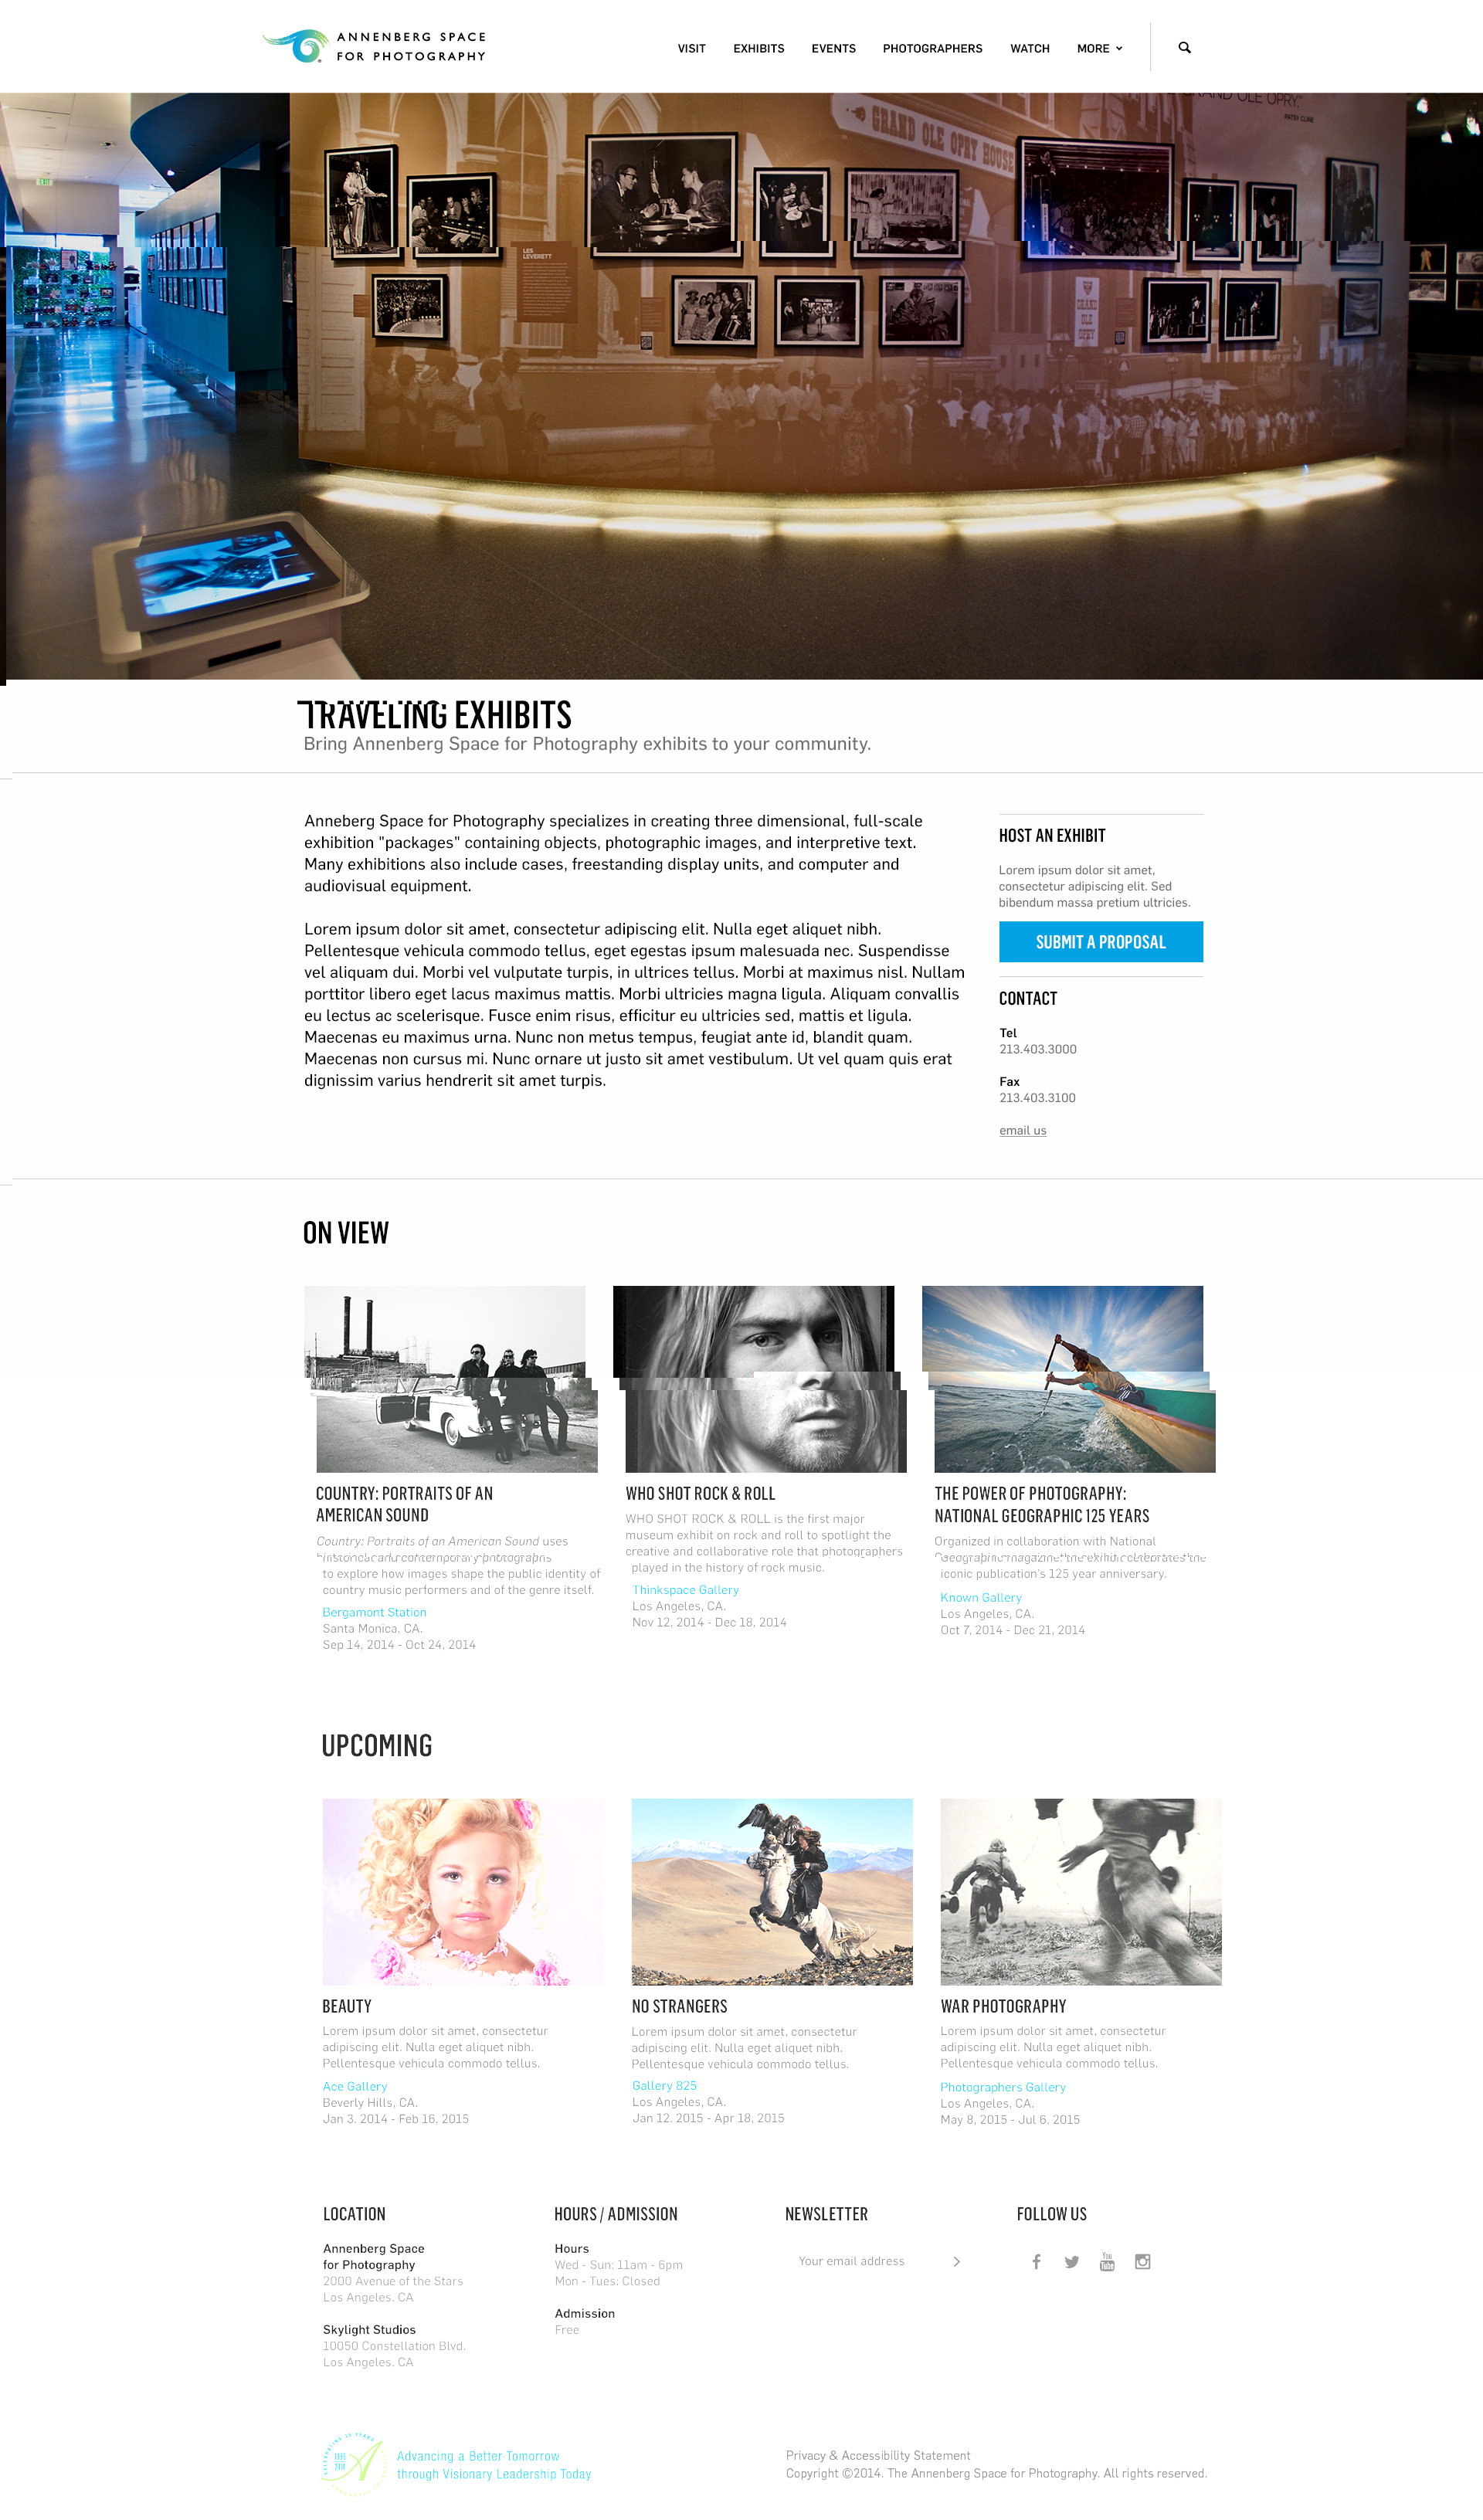 ANNENBERG SPACE
FOR PHOTOGRAPHY
VISIT EXHIBITS EVENTS PHOTOGRAPHERS WATCH MORE
GRAND OLE OPRY."
PATSY CLINE
GRAND OLE OPRY HOUSE
EXIT
LES
LEVERETT
GRAND
OLE
OPRY
TRAVELING EXHIBITS
Bring Annenberg Space for Photography exhibits to your community.
Anneberg Space for Photography specializes in creating three dimensional, full-scale
exhibition "packages" containing objects, photographic images, and interpretive text.
Many exhibitions also include cases, freestanding display units, and computer and
audiovisual equipment.
Lorem ipsum dolor sit amet, consectetur adipiscing elit. Nulla eget aliquet nibh.
Pellentesque vehicula commodo tellus, eget egestas ipsum malesuada nec. Suspendisse
vel aliquam dui. Morbi vel vulputate turpis, in ultrices tellus. Morbi at maximus nisl. Nullam
porttitor libero eget lacus maximus mattis. Morbi ultricies magna ligula. Aliquam convallis
eu lectus ac scelerisque. Fusce enim risus, efficitur eu ultricies sed, mattis et ligula.
Maecenas eu maximus urna. Nunc non metus tempus, feugiat ante id, blandit quam.
Maecenas non cursus mi. Nunc ornare ut justo sit amet vestibulum. Ut vel quam quis erat
dignissim varius hendrerit sit amet turpis.
HOST AN EXHIBIT
Lorem ipsum dolor sit amet,
consectetur adipiscing elit. Sed
bibendum massa pretium ultricies.
SUBMIT A PROPOSAL
CONTACT
Tel
213.403.3000
Fax
213.403.3100
email us
ON VIEW
COUNTRY: PORTRAITS OF AN
AMERICAN SOUND
Country: Portraits of an American Sound uses
historical and contemporary photographs
to explore how images shape the public identity of
country music performers and of the genre itself.
Bergamont Station
Santa Monica, CA.
Sep 14, 2014 - Oct 24, 2014
WHO SHOT ROCK & ROLL
WHO SHOT ROCK & ROLL is the first major
museum exhibit on rock and roll to spotlight the
creative and collaborative role that photographers
played in the history of rock music.
Thinkspace Gallery
Los Angeles, CA.
Nov 12, 2014 - Dec 18, 2014
THE POWER OF PHOTOGRAPHY:
NATIONAL GEOGRAPHIC 125 YEARS
Organized in collaboration with National
Geographic magazine, the exhibit celebrates the
iconic publication's 125 year anniversary.
Known Gallery
Los Angeles, CA.
Oct 7, 2014 - Dec 21, 2014
UPCOMING
BEAUTY
Lorem ipsum dolor sit amet, consectetur
adipiscing elit. Nulla eget aliquet nibh.
Pellentesque vehicula commodo tellus.
Ace Gallery
Beverly Hills, CA.
Jan 3, 2014 - Feb 16, 2015
NO STRANGERS
Lorem ipsum dolor sit amet, consectetur
adipiscing elit. Nulla eget aliquet nibh.
Pellentesque vehicula commodo tellus.
Gallery 825
Los Angeles, CA.
Jan 12, 2015 - Apr 18, 2015
WAR PHOTOGRAPHY
Lorem ipsum dolor sit amet, consectetur
adipiscing elit. Nulla eget aliquet nibh.
Pellentesque vehicula commodo tellus.
Photographers Gallery
Los Angeles, CA.
May 8, 2015 - Jul 6, 2015
LOCATION
Annenberg Space
for Photography
2000 Avenue of the Stars
Los Angeles, CA
Skylight Studios
10050 Constellation Blvd.
Los Angeles, CA
HOURS / ADMISSION
Hours
Wed - Sun: 11am - 6pm
Mon - Tues: Closed
Admission
Free
NEWSLETTER
Your email address
FOLLOW US
You
Tube
Advancing a Better Tomorrow
through Visionary Leadership Today
Privacy & Accessibility Statement
Copyright ©2014. The Annenberg Space for Photography. All rights reserved.